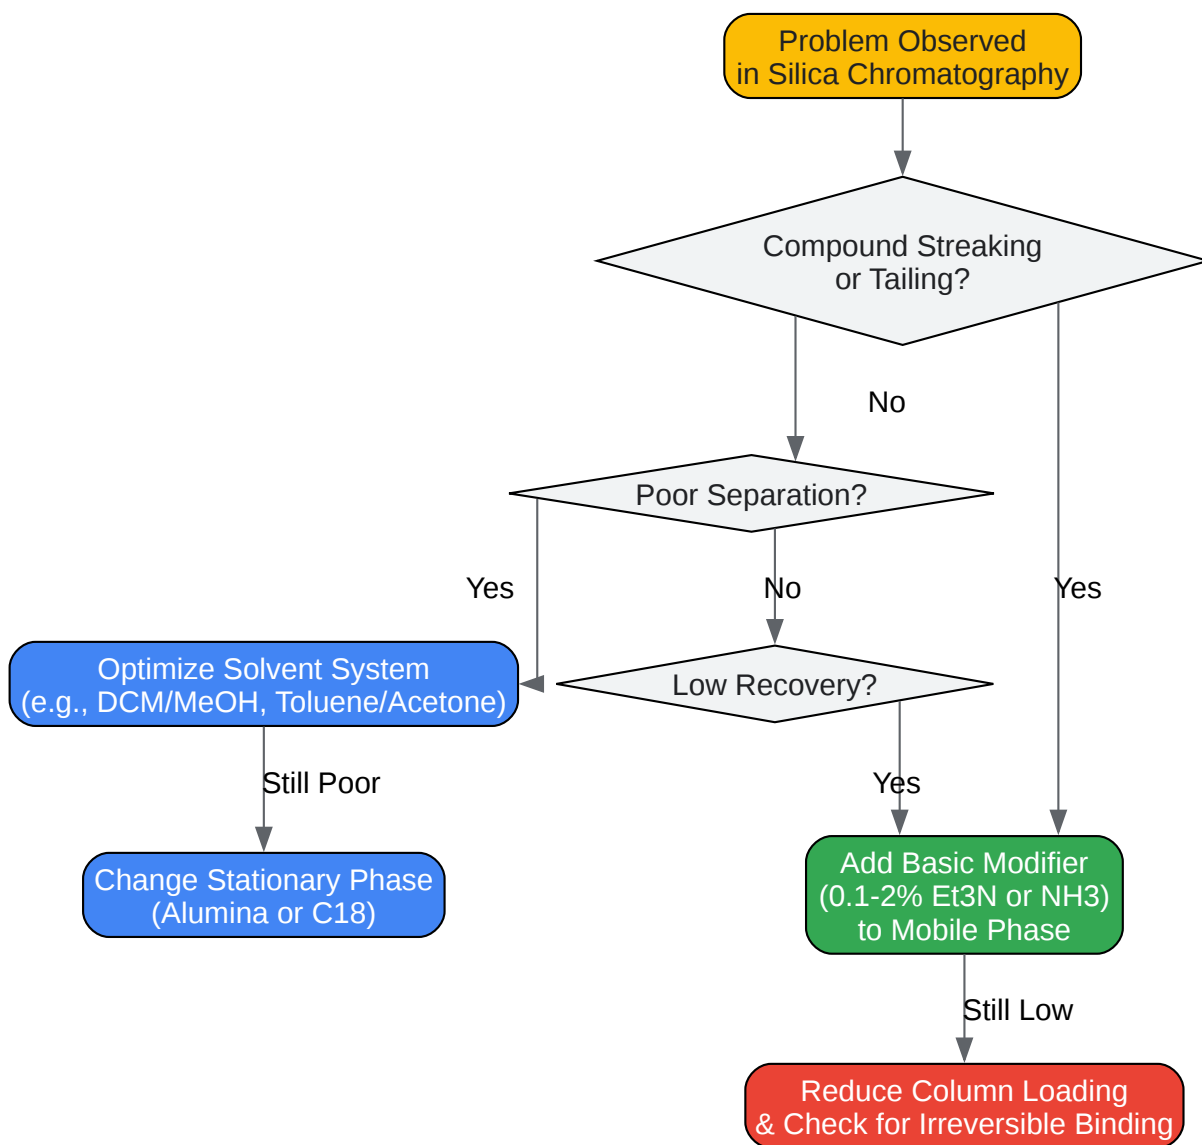 Problem Observed
in Silica Chromatography
Compound Streaking
or Tailing?
No
Poor Separation?
Yes
No
Yes
Optimize Solvent System
(e.g., DCM/MeOH, Toluene/Acetone)
Low Recovery?
Still Poor
Yes
Change Stationary Phase
(Alumina or C18)
Add Basic Modifier
(0.1-2% Et3N or NH3)
to Mobile Phase
Still Low
Reduce Column Loading
& Check for Irreversible Binding